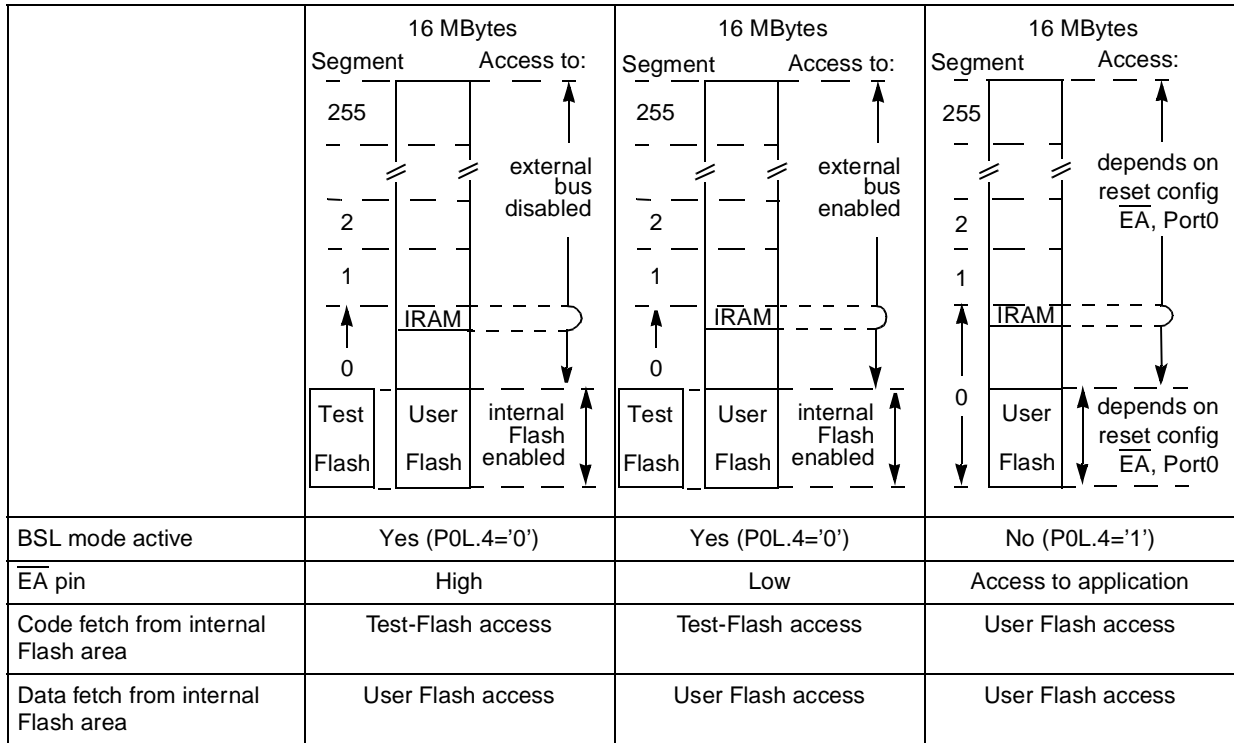 16 MBytes
Segment Access to:
255
external
bus
disabled
2
1
IRAM
0
Test User internal
Flash
Flash Flash enabled
16 MBytes
Segment Access to:
255
external
bus
enabled
2
1
IRAM
0
Test User internal
Flash
Flash Flash enabled
16 MBytes
Segment Access:
255
depends on
reset config
EA, Port0
2
1
IRAM
0
User
Flash
depends on
reset config
EA, Port0
BSL mode active Yes (P0L.4=’0’) Yes (P0L.4=’0’) No (P0L.4=’1’)
EA pin High Low Access to application
Code fetch from internal Test-Flash access Test-Flash access User Flash access
Flash area
Data fetch from internal User Flash access User Flash access User Flash access
Flash area